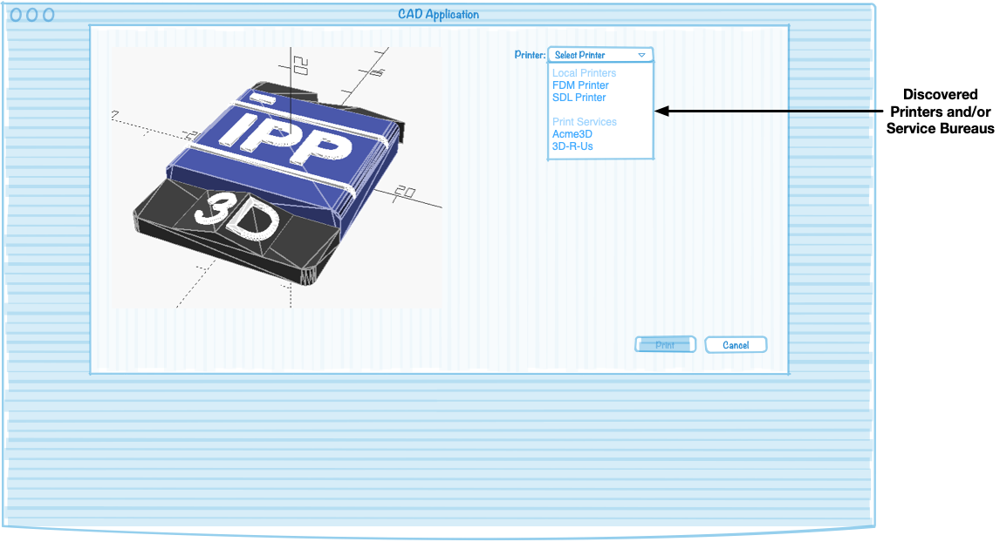 CAD Application
Printer: Select Printer
Local Printers
FDM Printer
SDL Printer
Print Services
Acme3D
3D-R-Us
Discovered
Printers and/or
Service Bureaus
20
IPP
3D
20
Print Cancel